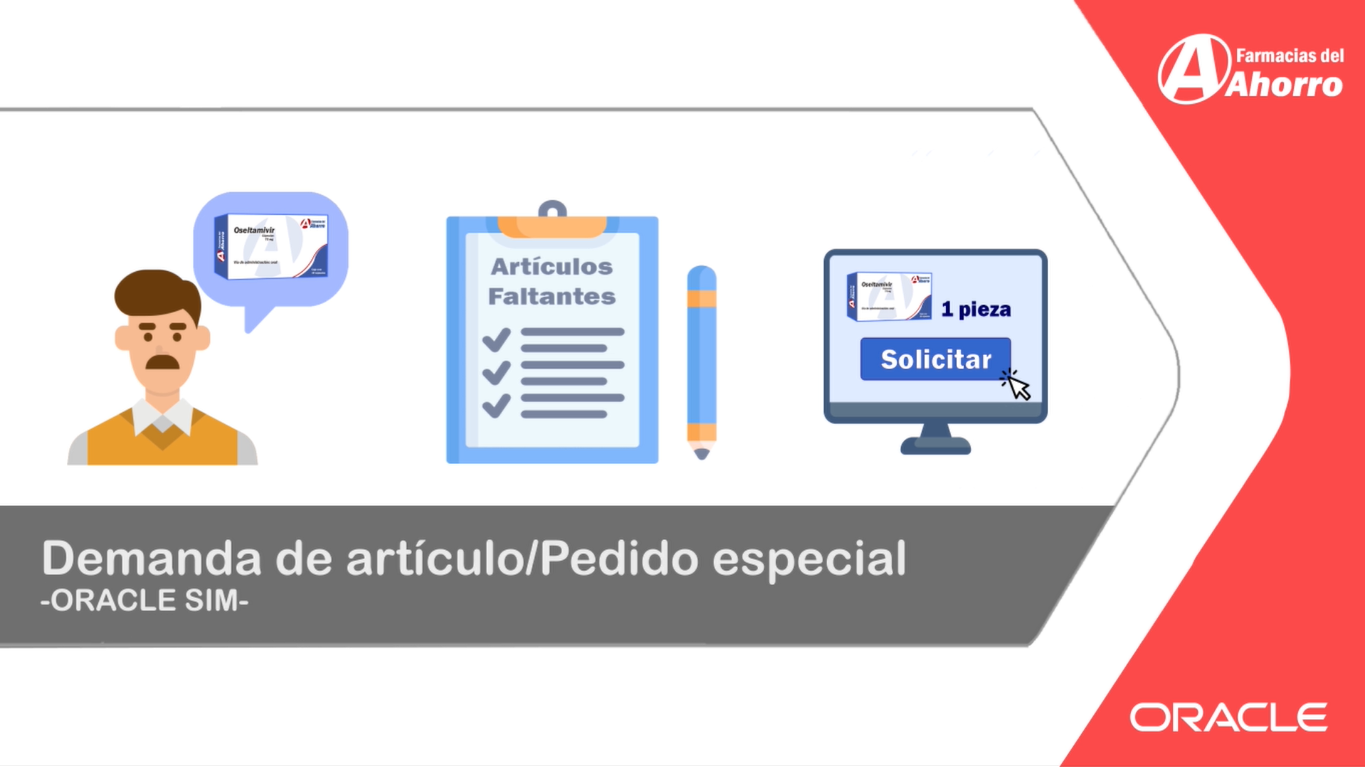 Farmacias del
Ahorro
Oseltamivir
Artículos
Faltantes
Oseltamivir
1 pieza
Solicitar
Demanda de artículo/Pedido especial
-ORACLE SIM-
ORACLE